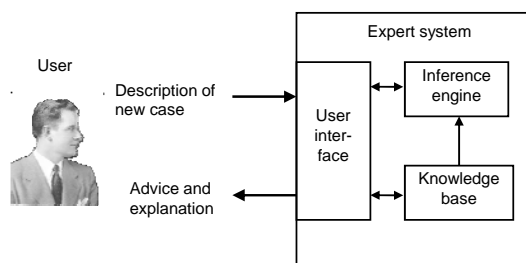 Expert system
User
Description of
new case
User
inter-
face
Inference
engine
Advice and
explanation
Knowledge
base